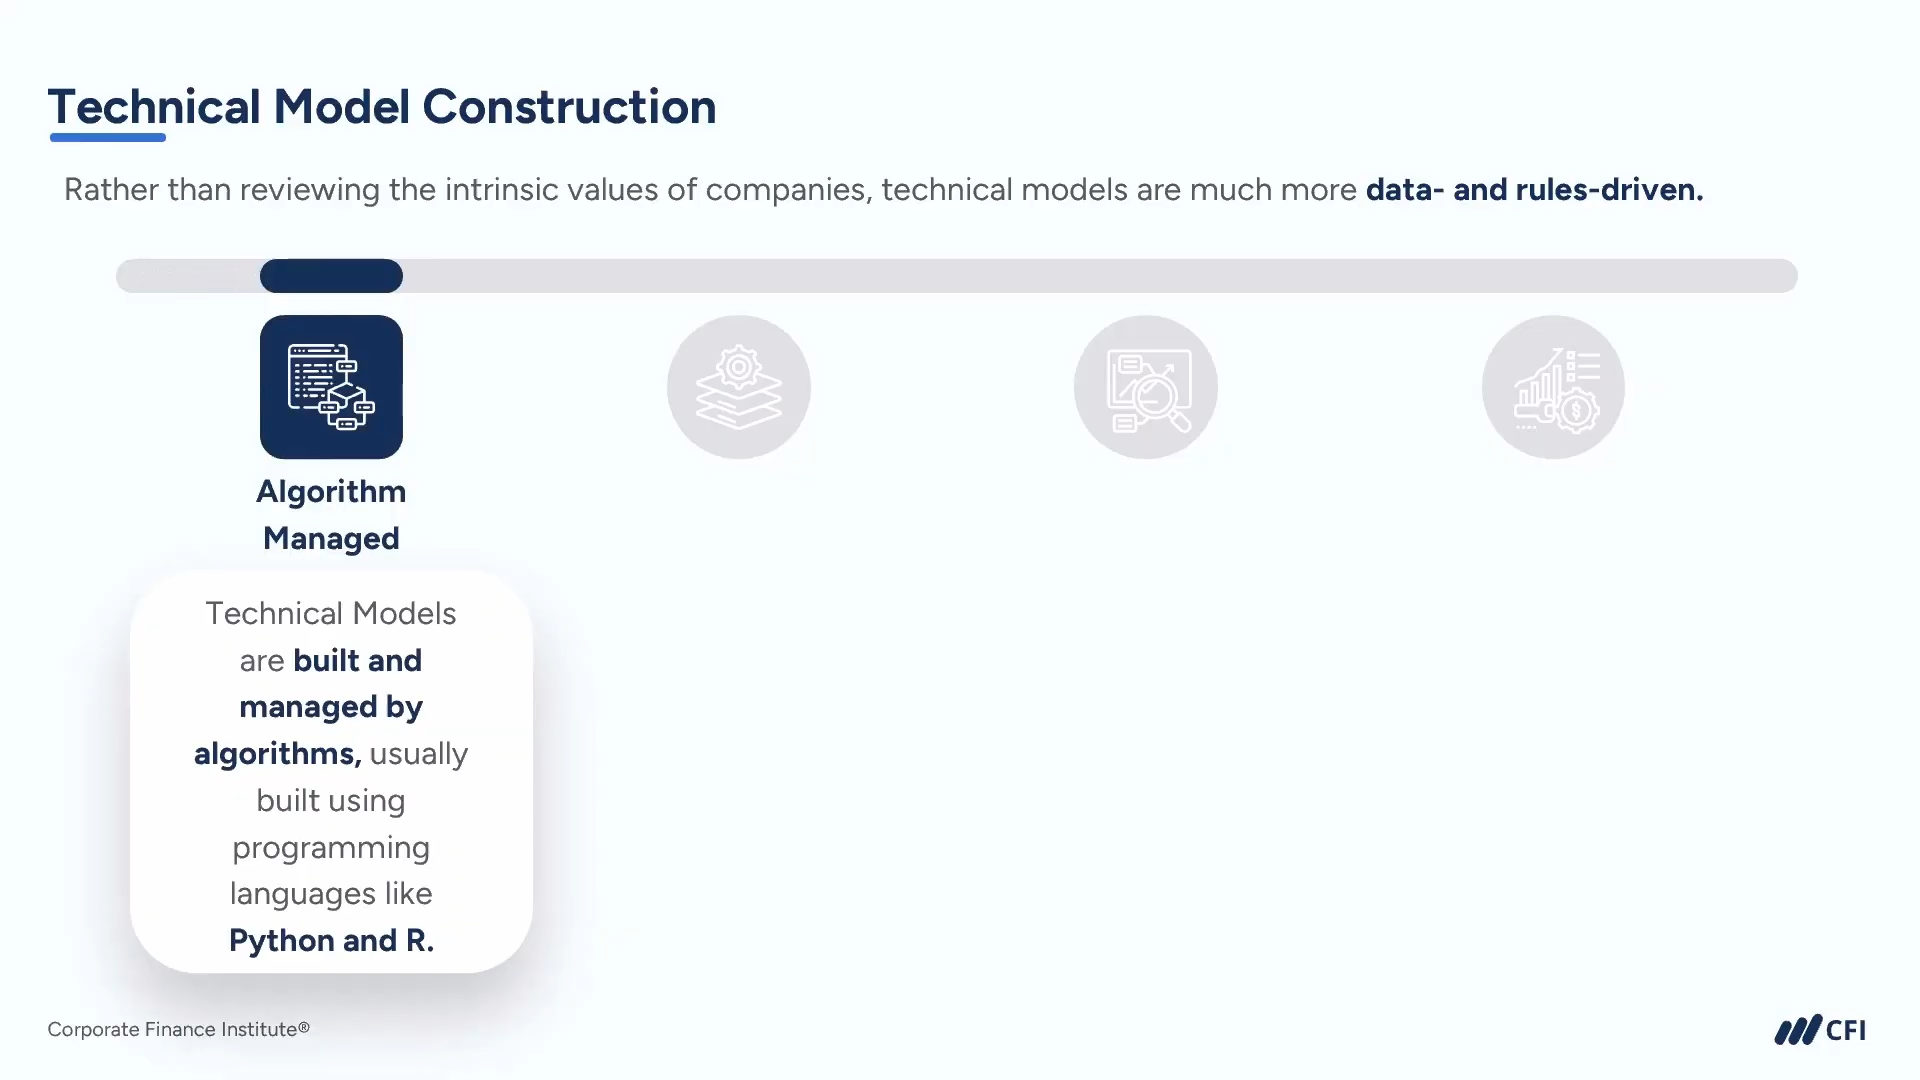 Technical Model Construction
Rather than reviewing the intrinsic values of companies, technical models are much more data- and rules-driven.
Algorithm
Managed
Technical Models
are built and
managed by
algorithms, usually
built using
programming
languages like
Python and R.
Corporate Finance Institute®
CFI